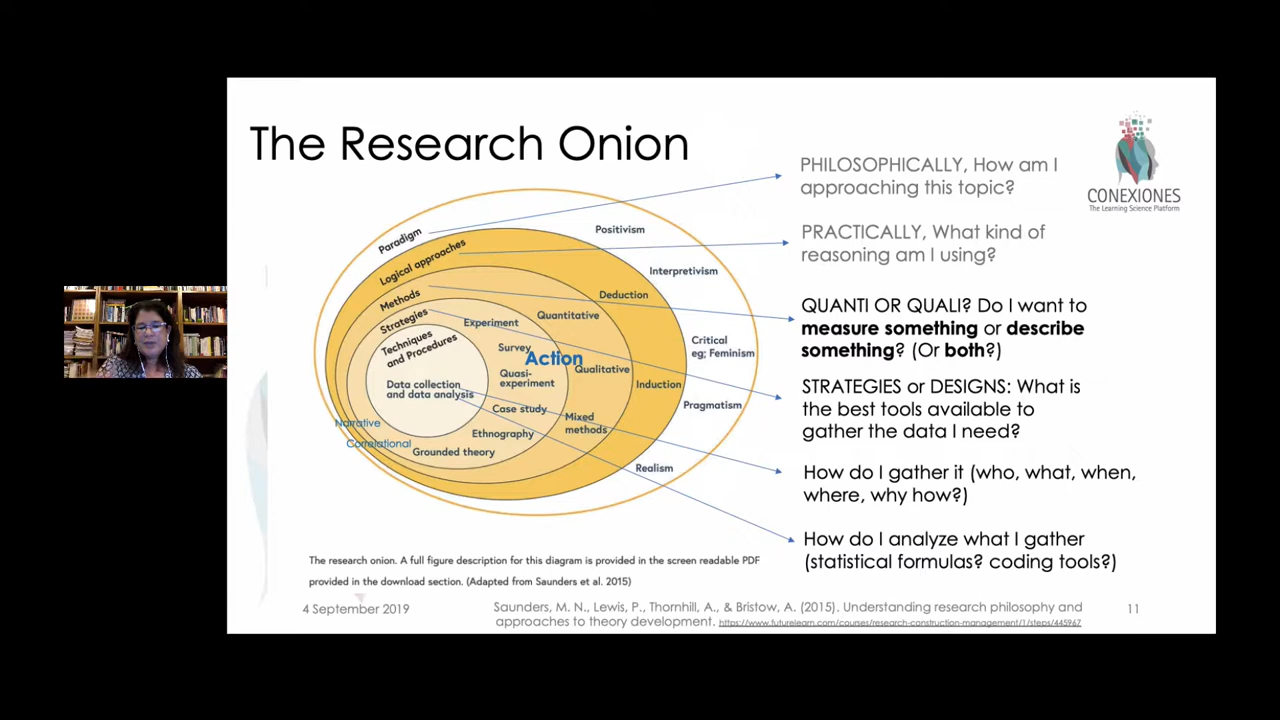 The Research Onion
CONEXIONES
The Learning Science Platform
Paradigm
Logical approaches
Methods
Strategies
Techniques
and Procedures
Data collection
and data analysis
Positivism
Interpretivism
Critical
eg; Feminism
Pragmatism
Realism
Deduction
Induction
Quantitative
Qualitative
Mixed
methods
Experiment
Survey
Action
Quasi-
experiment
Case study
Ethnography
Grounded theory
Narrative
Correlational
PHILOSOPHICALLY, How am I
approaching this topic?
PRACTICALLY, What kind of
reasoning am I using?
QUANTI OR QUALI? Do I want to
measure something or describe
something? (Or both?)
STRATEGIES or DESIGNS: What is
the best tools available to
gather the data I need?
How do I gather it (who, what, when,
where, why how?)
How do I analyze what I gather
(statistical formulas? coding tools?)
The research onion. A full figure description for this diagram is provided in the screen readable PDF
provided in the download section. (Adapted from Saunders et al. 2015)
4 September 2019
Saunders, M. N., Lewis, P., Thornhill, A., & Bristow, A. (2015). Understanding research philosophy and
approaches to theory development. https://www.futurelearn.com/courses/research-construction-management/1/steps/445967
11